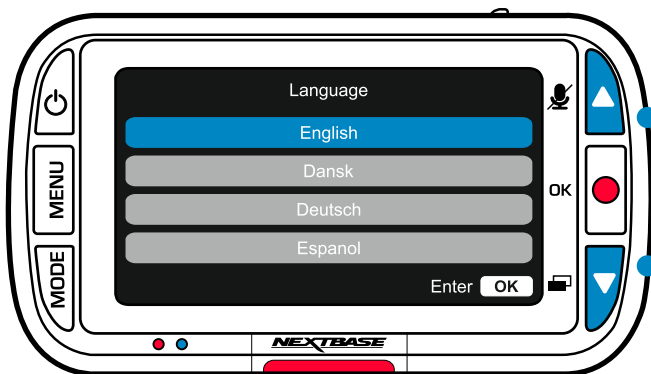 Language
English
Dansk
Deutsch
Espanol
Enter OK
MENU
MODE
OK
NEXTBASE